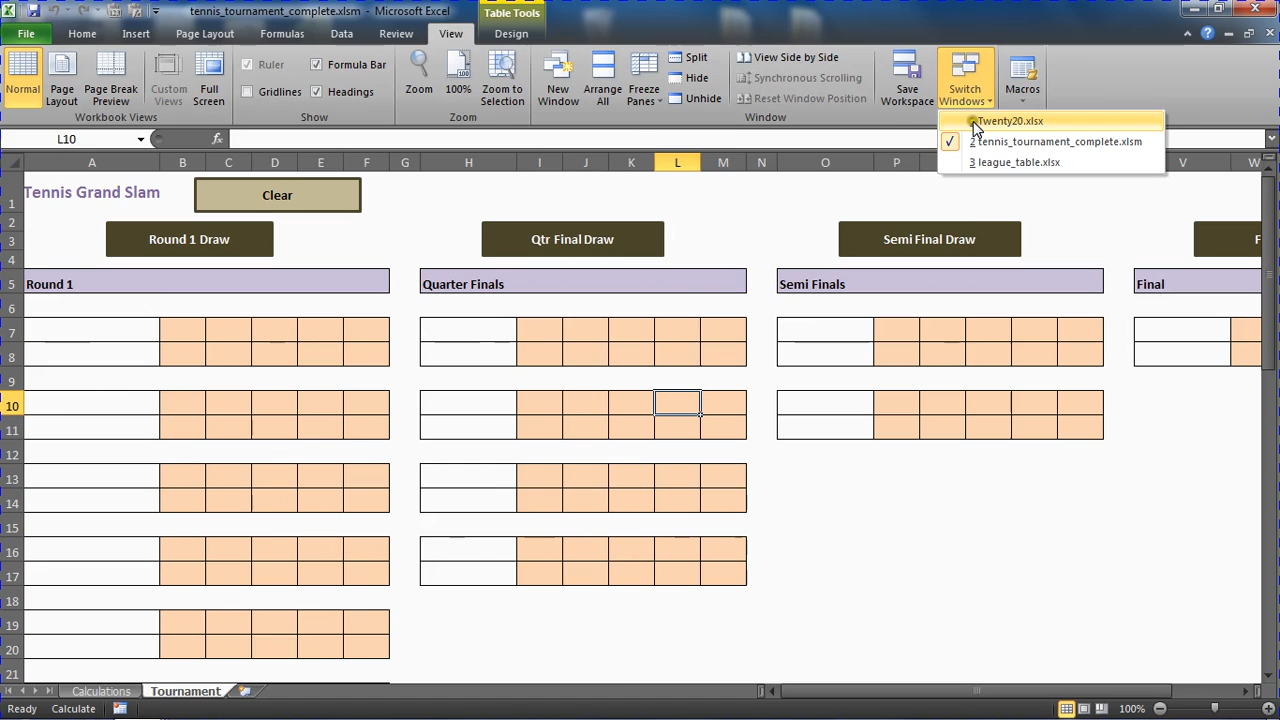 tennis_tournament_complete.xlsm - Microsoft Excel
Table Tools
File Home Insert Page Layout Formulas Data Review View Design
Normal
Page Layout
Page Break Preview
Custom Views
Full Screen
Workbook Views
Ruler
Formula Bar
Gridlines
Headings
Show
Zoom
100%
Zoom to Selection
Zoom
New Window
Arrange All
Freeze Panes
Split
Hide
Unhide
View Side by Side
Synchronous Scrolling
Reset Window Position
Window
Save Workspace
Switch Windows
Macros
Twenty20.xlsx
2 tennis_tournament_complete.xlsm
3 league_table.xlsx
L10
fx
A B C D E F G H I J K L M N O P V W
1 Tennis Grand Slam Clear
2
3 Round 1 Draw Qtr Final Draw Semi Final Draw F
4
5 Round 1 Quarter Finals Semi Finals Final
6
7
8
9
10
11
12
13
14
15
16
17
18
19
20
21
Calculations Tournament
Ready Calculate 100%